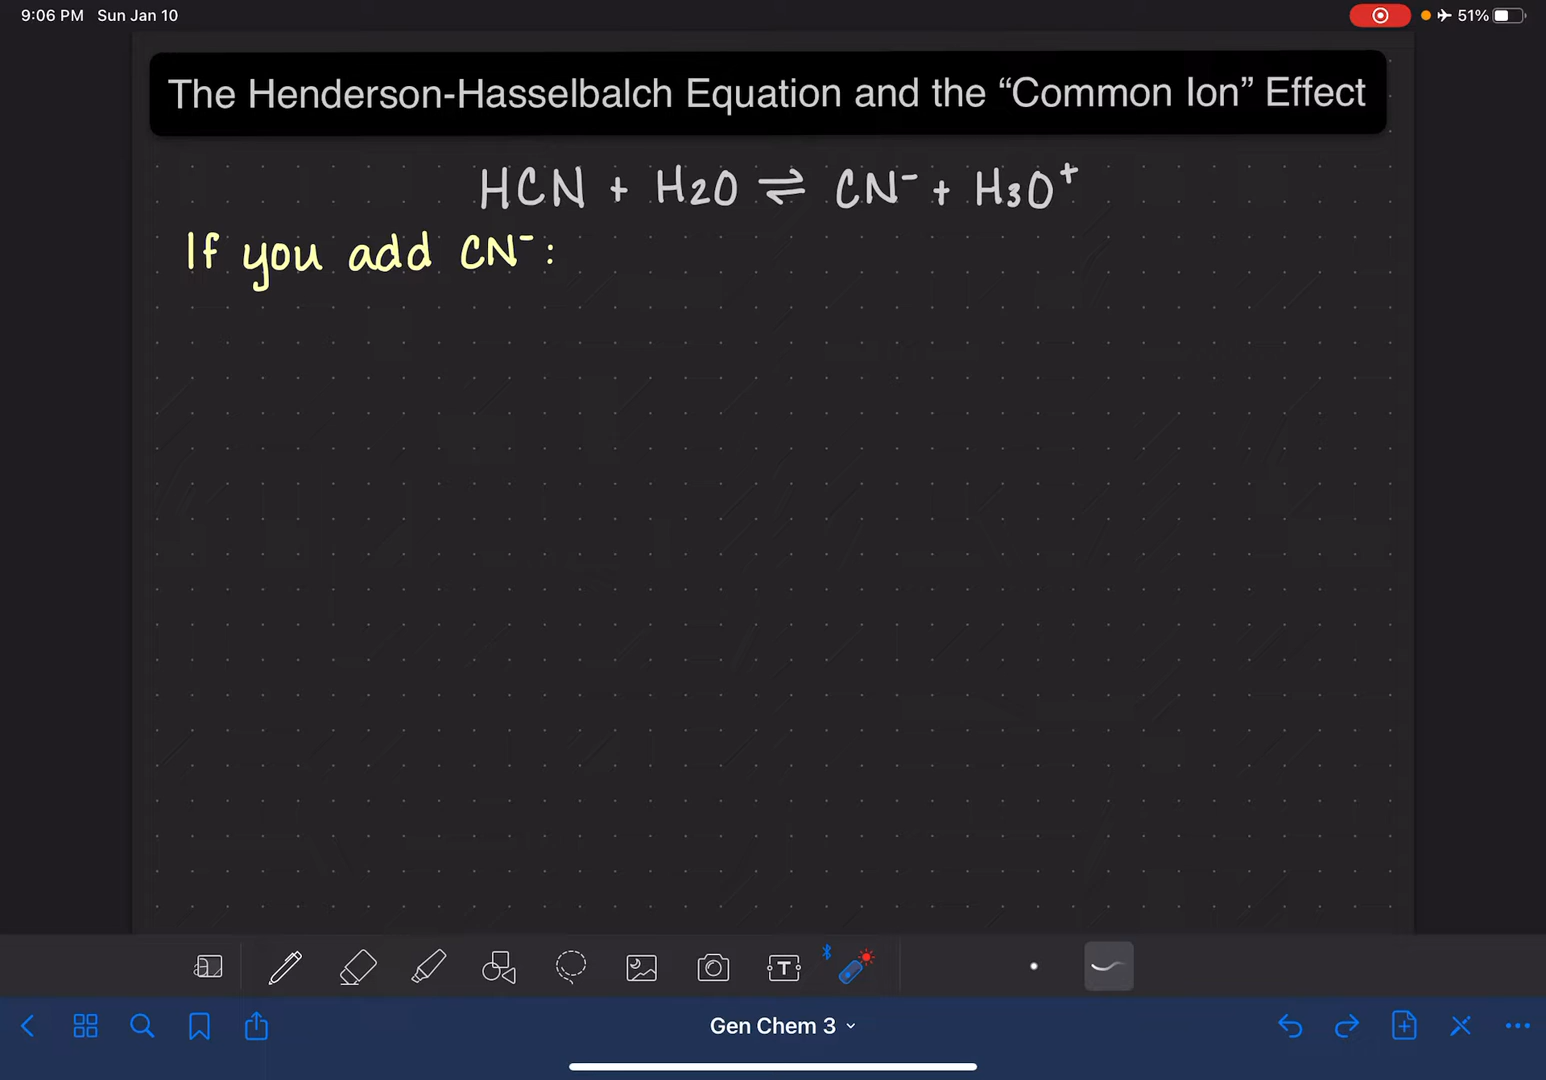 9:06 PM Sun Jan 10 51%
The Henderson-Hasselbalch Equation and the “Common Ion” Effect
HCN + H2O ⇌ CN⁻ + H3O⁺
If you add CN⁻:
T
Gen Chem 3